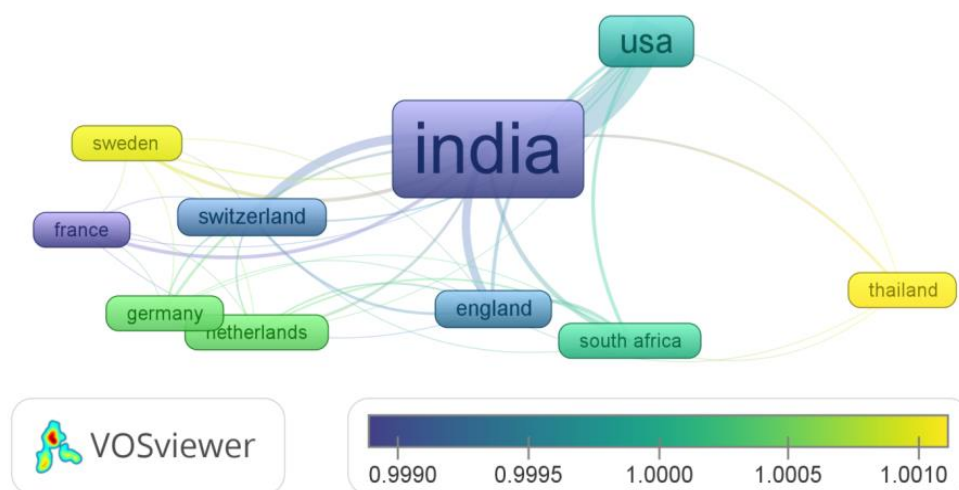 usa
india
sweden
switzerland
france
thailand
england
germany
netherlands
south africa
VOSviewer
0.9990 0.9995 1.0000 1.0005 1.0010